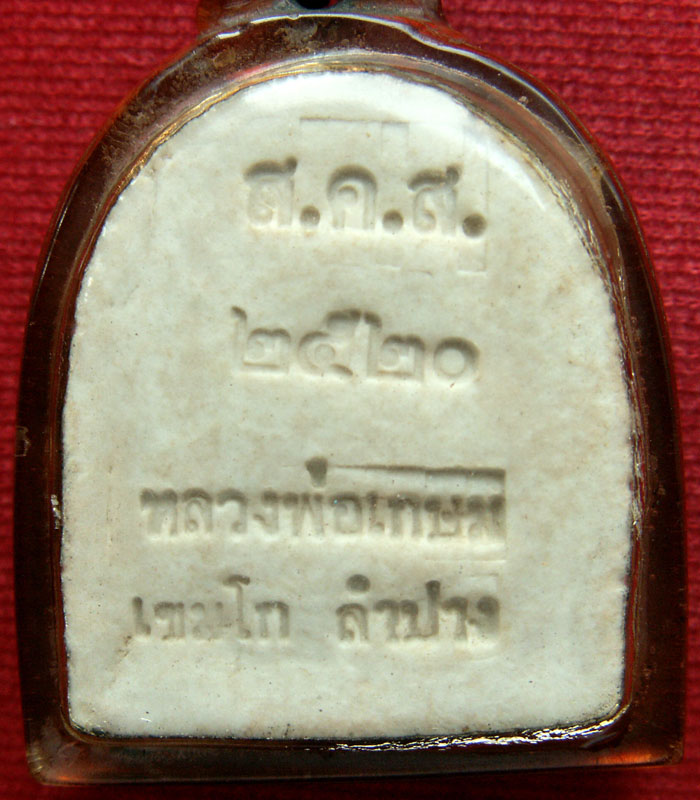 ส.ค.ส.
๒๕๒๐
หลวงพ่อเกษม
เขมโก ลำปาง